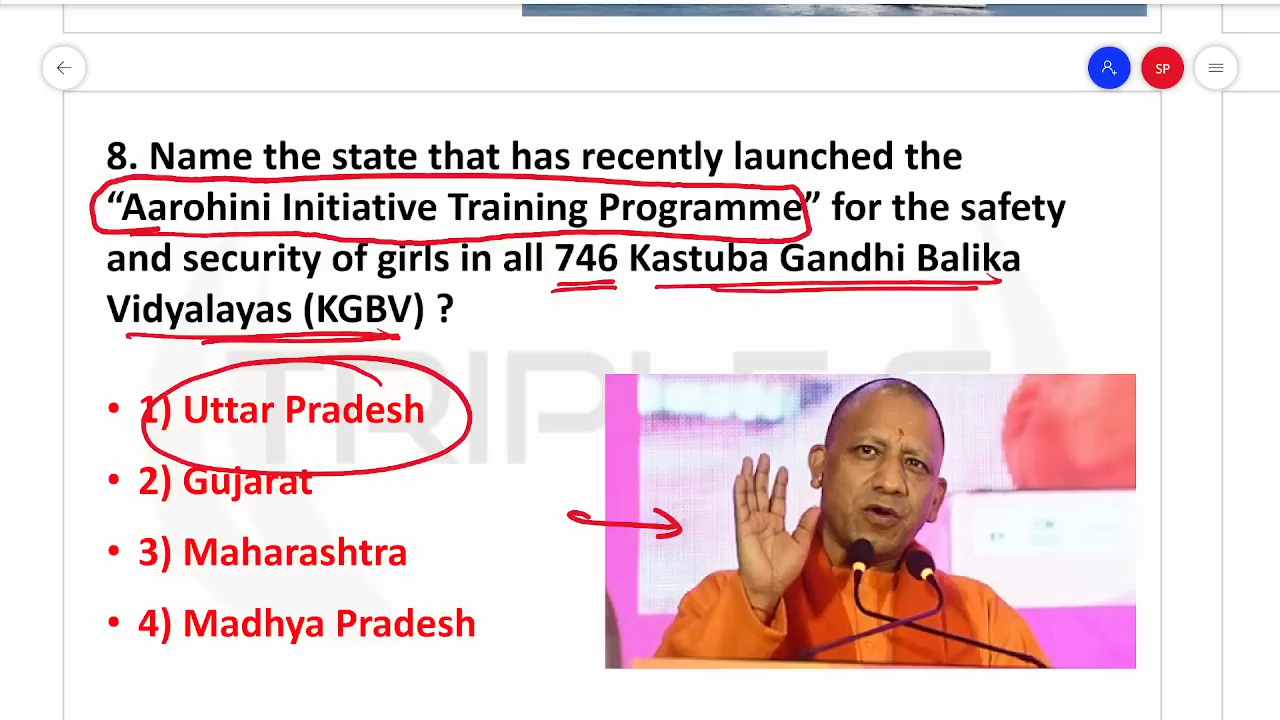 SP
8. Name the state that has recently launched the
“Aarohini Initiative Training Programme” for the safety
and security of girls in all 746 Kastuba Gandhi Balika
Vidyalayas (KGBV) ?
TRIPLE S
• 1) Uttar Pradesh
• 2) Gujarat
• 3) Maharashtra
• 4) Madhya Pradesh